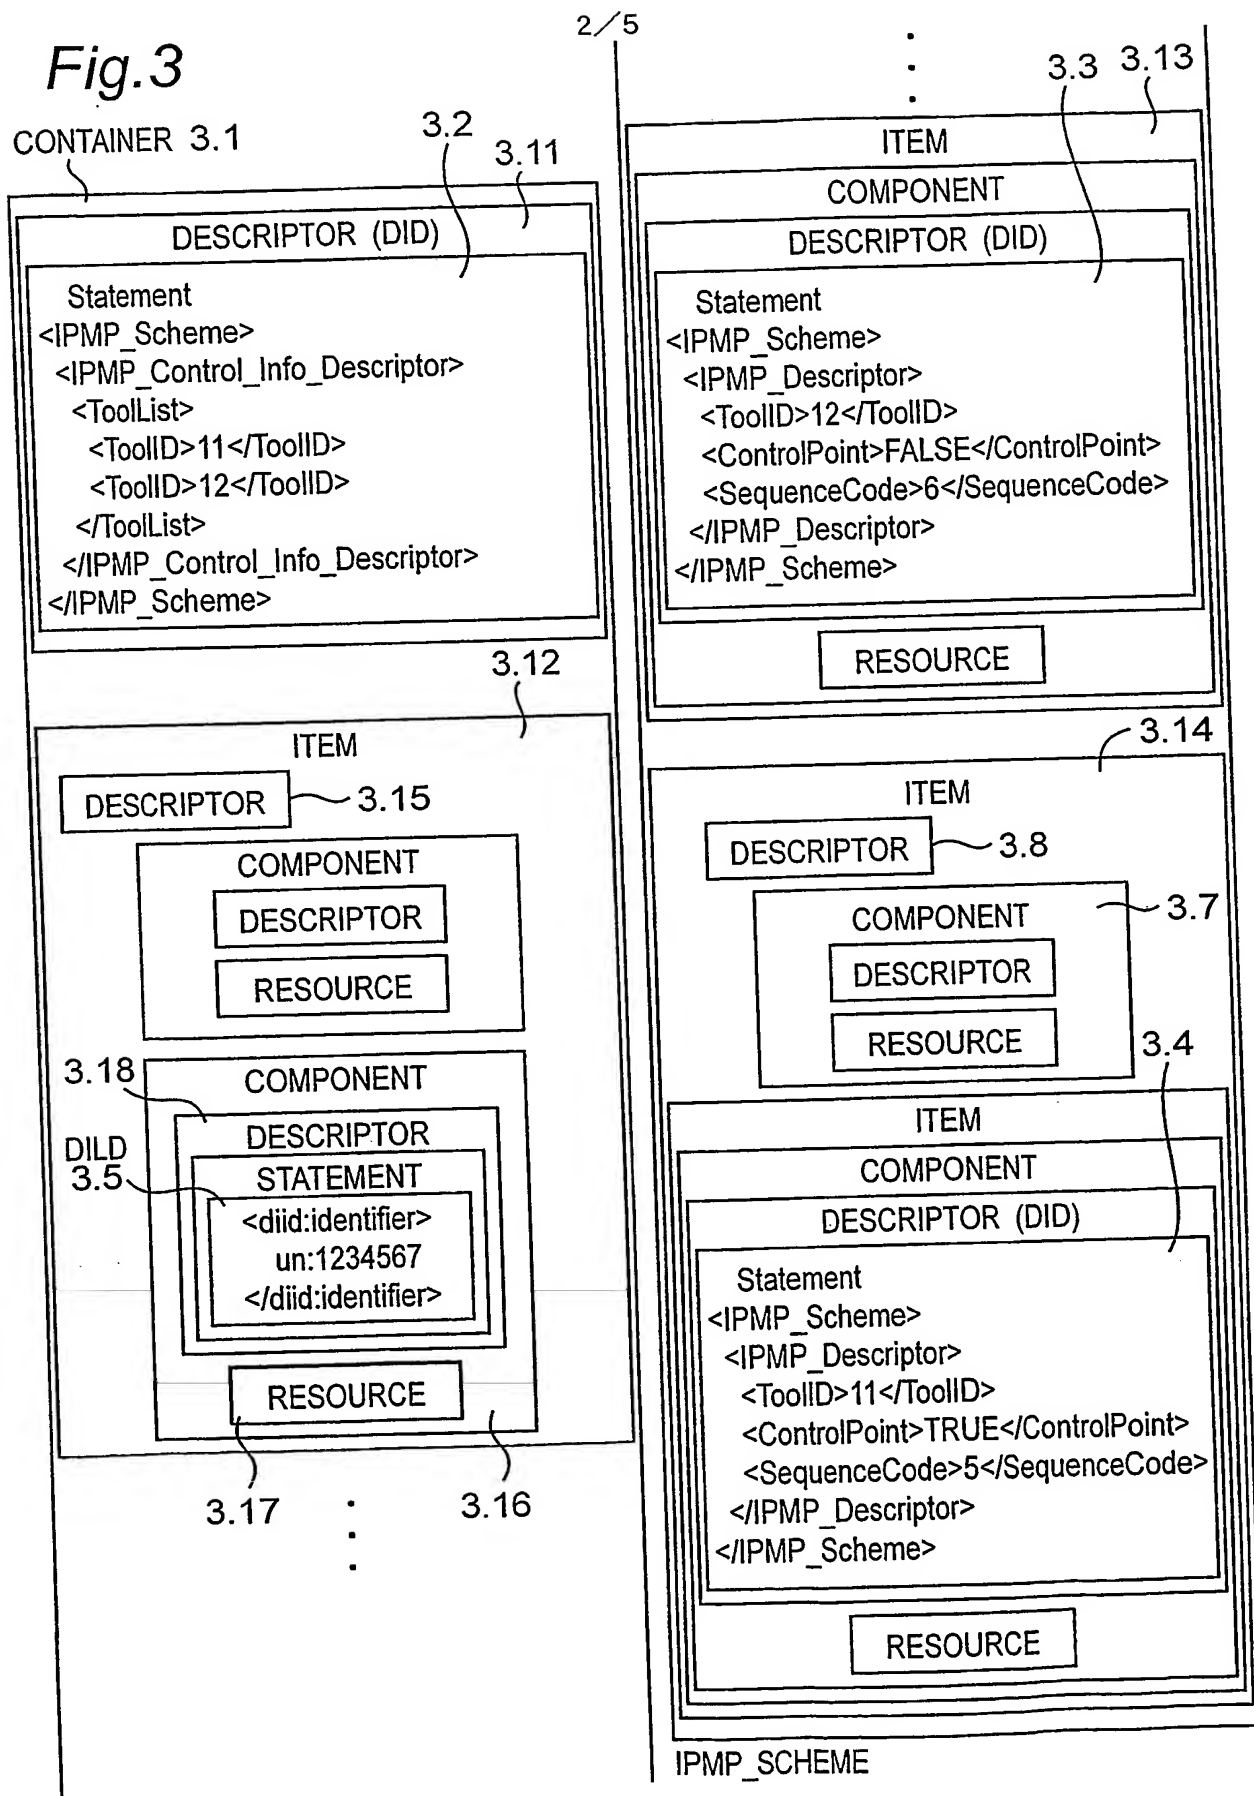 2/5
Fig.3
CONTAINER 3.1
3.2
3.11
DESCRIPTOR (DID)
Statement
<IPMP_Scheme>
<IPMP_Control_Info_Descriptor>
<ToolList>
<ToolID>11</ToolID>
<ToolID>12</ToolID>
</ToolList>
</IPMP_Control_Info_Descriptor>
</IPMP_Scheme>
3.12
ITEM
DESCRIPTOR
3.15
COMPONENT
DESCRIPTOR
RESOURCE
3.18
COMPONENT
DESCRIPTOR
DILD
3.5
STATEMENT
<diid:identifier>
un:1234567
</diid:identifier>
RESOURCE
3.17
3.16
3.3
3.13
ITEM
COMPONENT
DESCRIPTOR (DID)
Statement
<IPMP_Scheme>
<IPMP_Descriptor>
<ToolID>12</ToolID>
<ControlPoint>FALSE</ControlPoint>
<SequenceCode>6</SequenceCode>
</IPMP_Descriptor>
</IPMP_Scheme>
RESOURCE
3.14
ITEM
DESCRIPTOR
3.8
COMPONENT
3.7
DESCRIPTOR
RESOURCE
3.4
ITEM
COMPONENT
DESCRIPTOR (DID)
Statement
<IPMP_Scheme>
<IPMP_Descriptor>
<ToolID>11</ToolID>
<ControlPoint>TRUE</ControlPoint>
<SequenceCode>5</SequenceCode>
</IPMP_Descriptor>
</IPMP_Scheme>
RESOURCE
IPMP_SCHEME